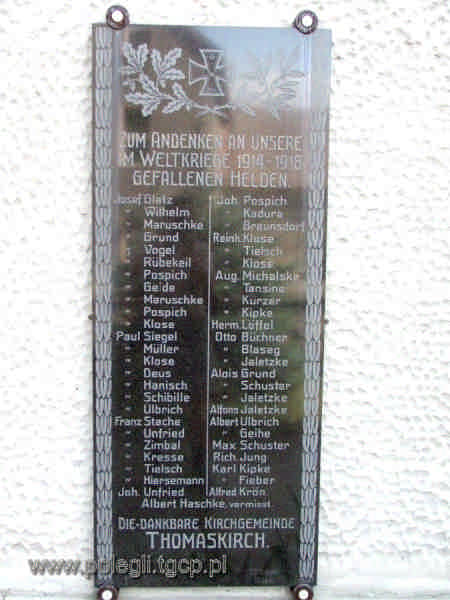 ZUM ANDENKEN AN UNSERE
IM WELTKRIEGE 1914-1918
GEFALLENEN HELDEN.
Josef Glatz
" Wilhelm
" Maruschke
" Grund
" Vogel
" Rübekeil
" Pospich
" Geide
" Maruschke
" Pospich
" Klose
Paul Siegel
" Müller
" Klose
" Deus
" Hanisch
" Schibille
" Ulbrich
Franz Stache
" Unfried
" Zimbal
" Kresse
" Tielsch
" Hiersemann
Joh. Unfried
Joh. Pospich
" Kadura
" Braunsdorf
Reinh. Klose
" Tielsch
" Klose
Aug. Michalske
" Tansina
" Kurzer
" Kipke
Herm. Löffel
Otto Büchner
" Blaseg
" Jaletzke
Alois Grund
" Schuster
" Jaletzke
Alfons Jaletzke
Albert Ulbrich
" Geihe
Max Schuster
Rich. Jung
Karl Kipke
" Fieber
Alfred Krön
Albert Haschke, vermisst.
DIE DANKBARE KIRCHGEMEINDE
THOMASKIRCH.
www.polegli.tgcp.pl